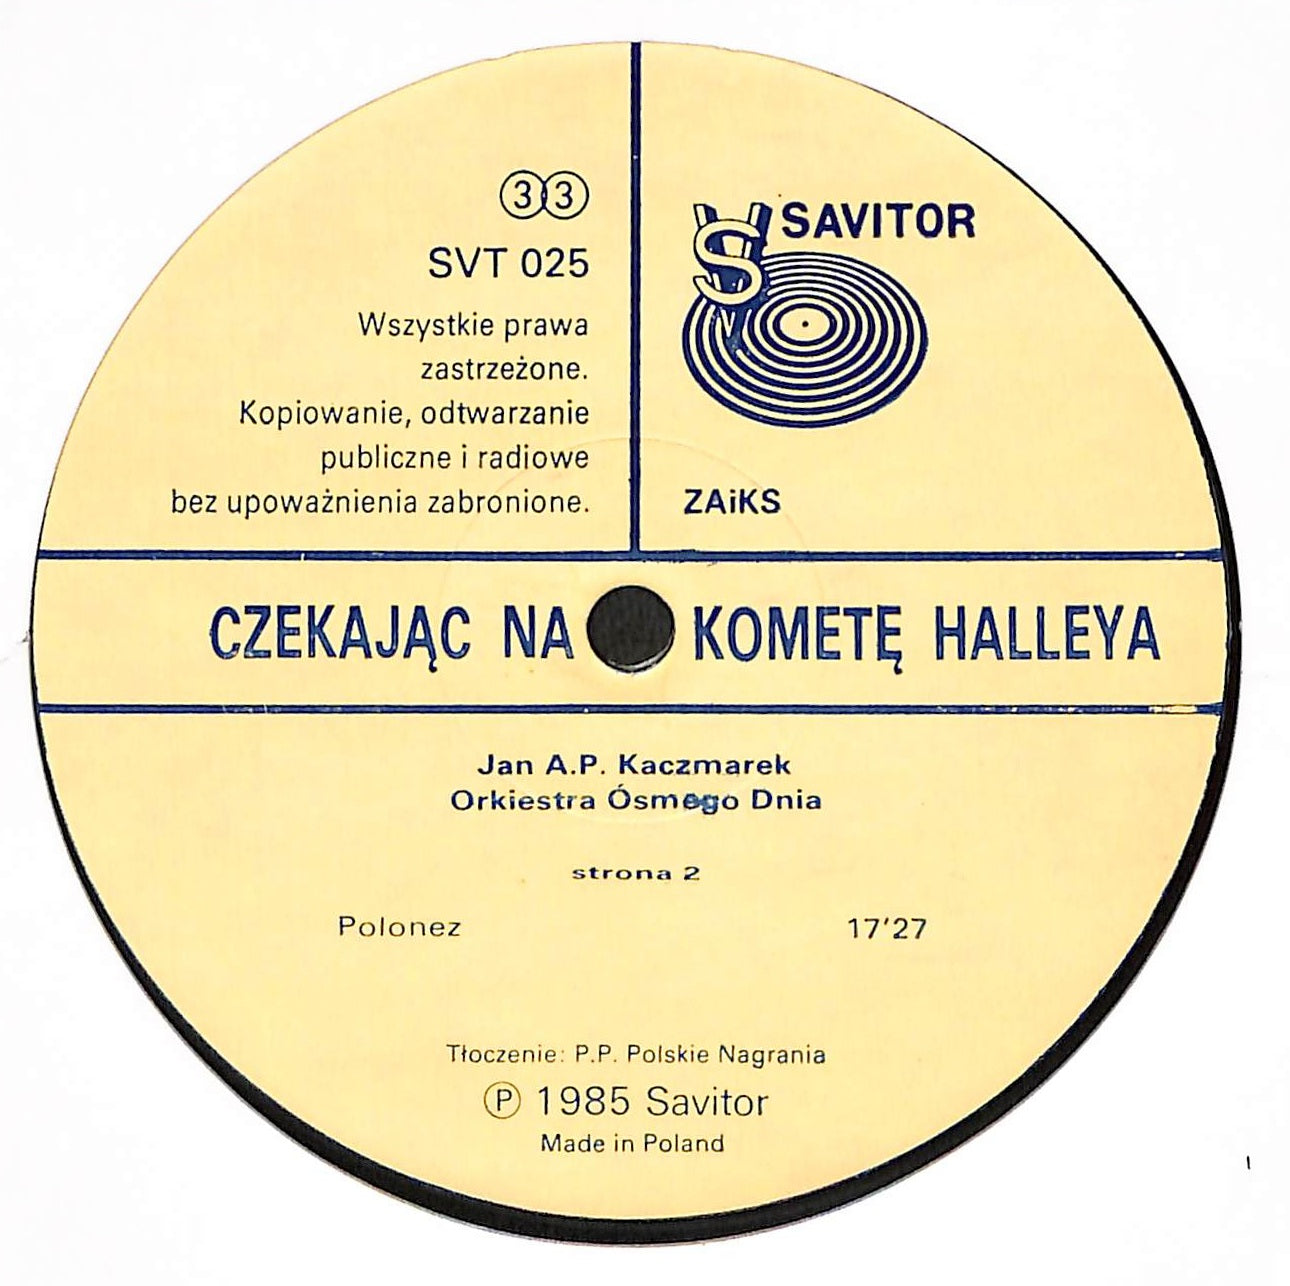 33
SVT 025
Wszystkie prawa
zastrzeżone.
Kopiowanie, odtwarzanie
publiczne i radiowe
bez upoważnienia zabronione.
VS SAVITOR
ZAiKS
CZEKAJĄC NA KOMETĘ HALLEYA
Jan A.P. Kaczmarek
Orkiestra Ósmego Dnia
strona 2
Polonez 17'27
Tłoczenie: P.P. Polskie Nagrania
Ⓟ 1985 Savitor
Made in Poland